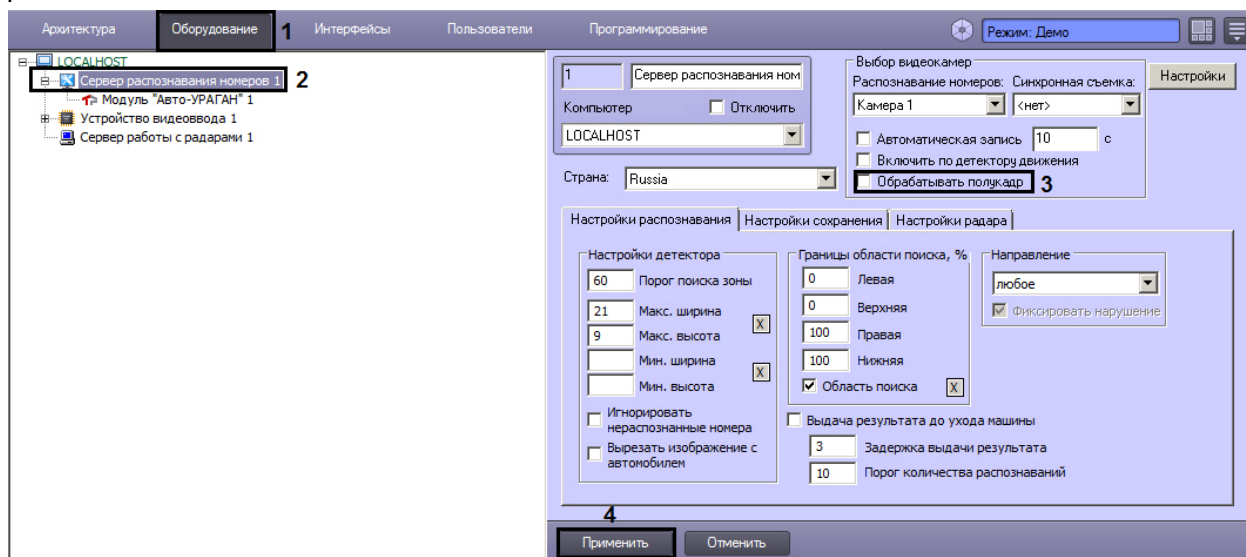 Архитектура Оборудование 1 Интерфейсы Пользователи Программирование Режим: Демо
LOCALHOST
Сервер распознавания номеров 1 2
Модуль "Авто-УРАГАН" 1
Устройство видеоввода 1
Сервер работы с радарами 1
1 Сервер распознавания ном
Компьютер Отключить
LOCALHOST
Страна: Russia
Выбор видеокамер
Распознавание номеров: Синхронная съемка:
Камера 1 <нет>
Автоматическая запись 10 с
Включить по детектору движения
Обрабатывать полукадр 3
Настройки
Настройки распознавания Настройки сохранения Настройки радара
Настройки детектора
60 Порог поиска зоны
21 Макс. ширина
X
9 Макс. высота
Мин. ширина
X
Мин. высота
Игнорировать
нераспознанные номера
Вырезать изображение с
автомобилем
Границы области поиска, %
0 Левая
0 Верхняя
100 Правая
100 Нижняя
Область поиска X
Направление
любое
Фиксировать нарушение
Выдача результата до ухода машины
3 Задержка выдачи результата
10 Порог количества распознаваний
4
Применить Отменить